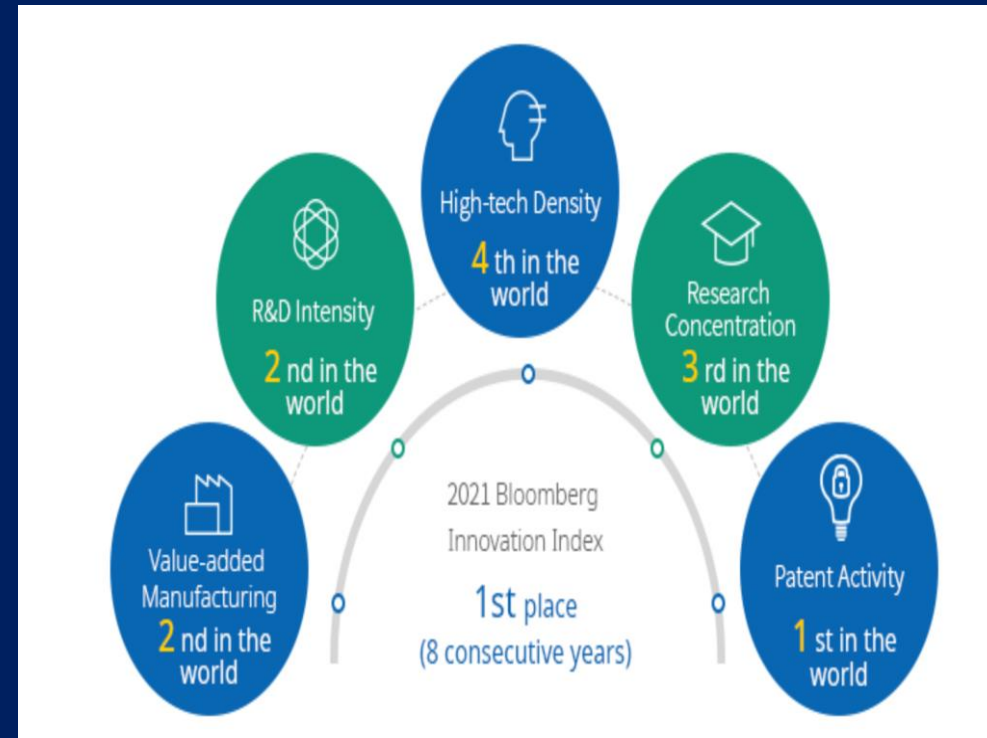 High-tech Density
4 th in the
world
R&D Intensity
2 nd in the
world
Research
Concentration
3 rd in the
world
Value-added
Manufacturing
2 nd in the
world
2021 Bloomberg
Innovation Index
1st place
(8 consecutive years)
Patent Activity
1 st in the
world